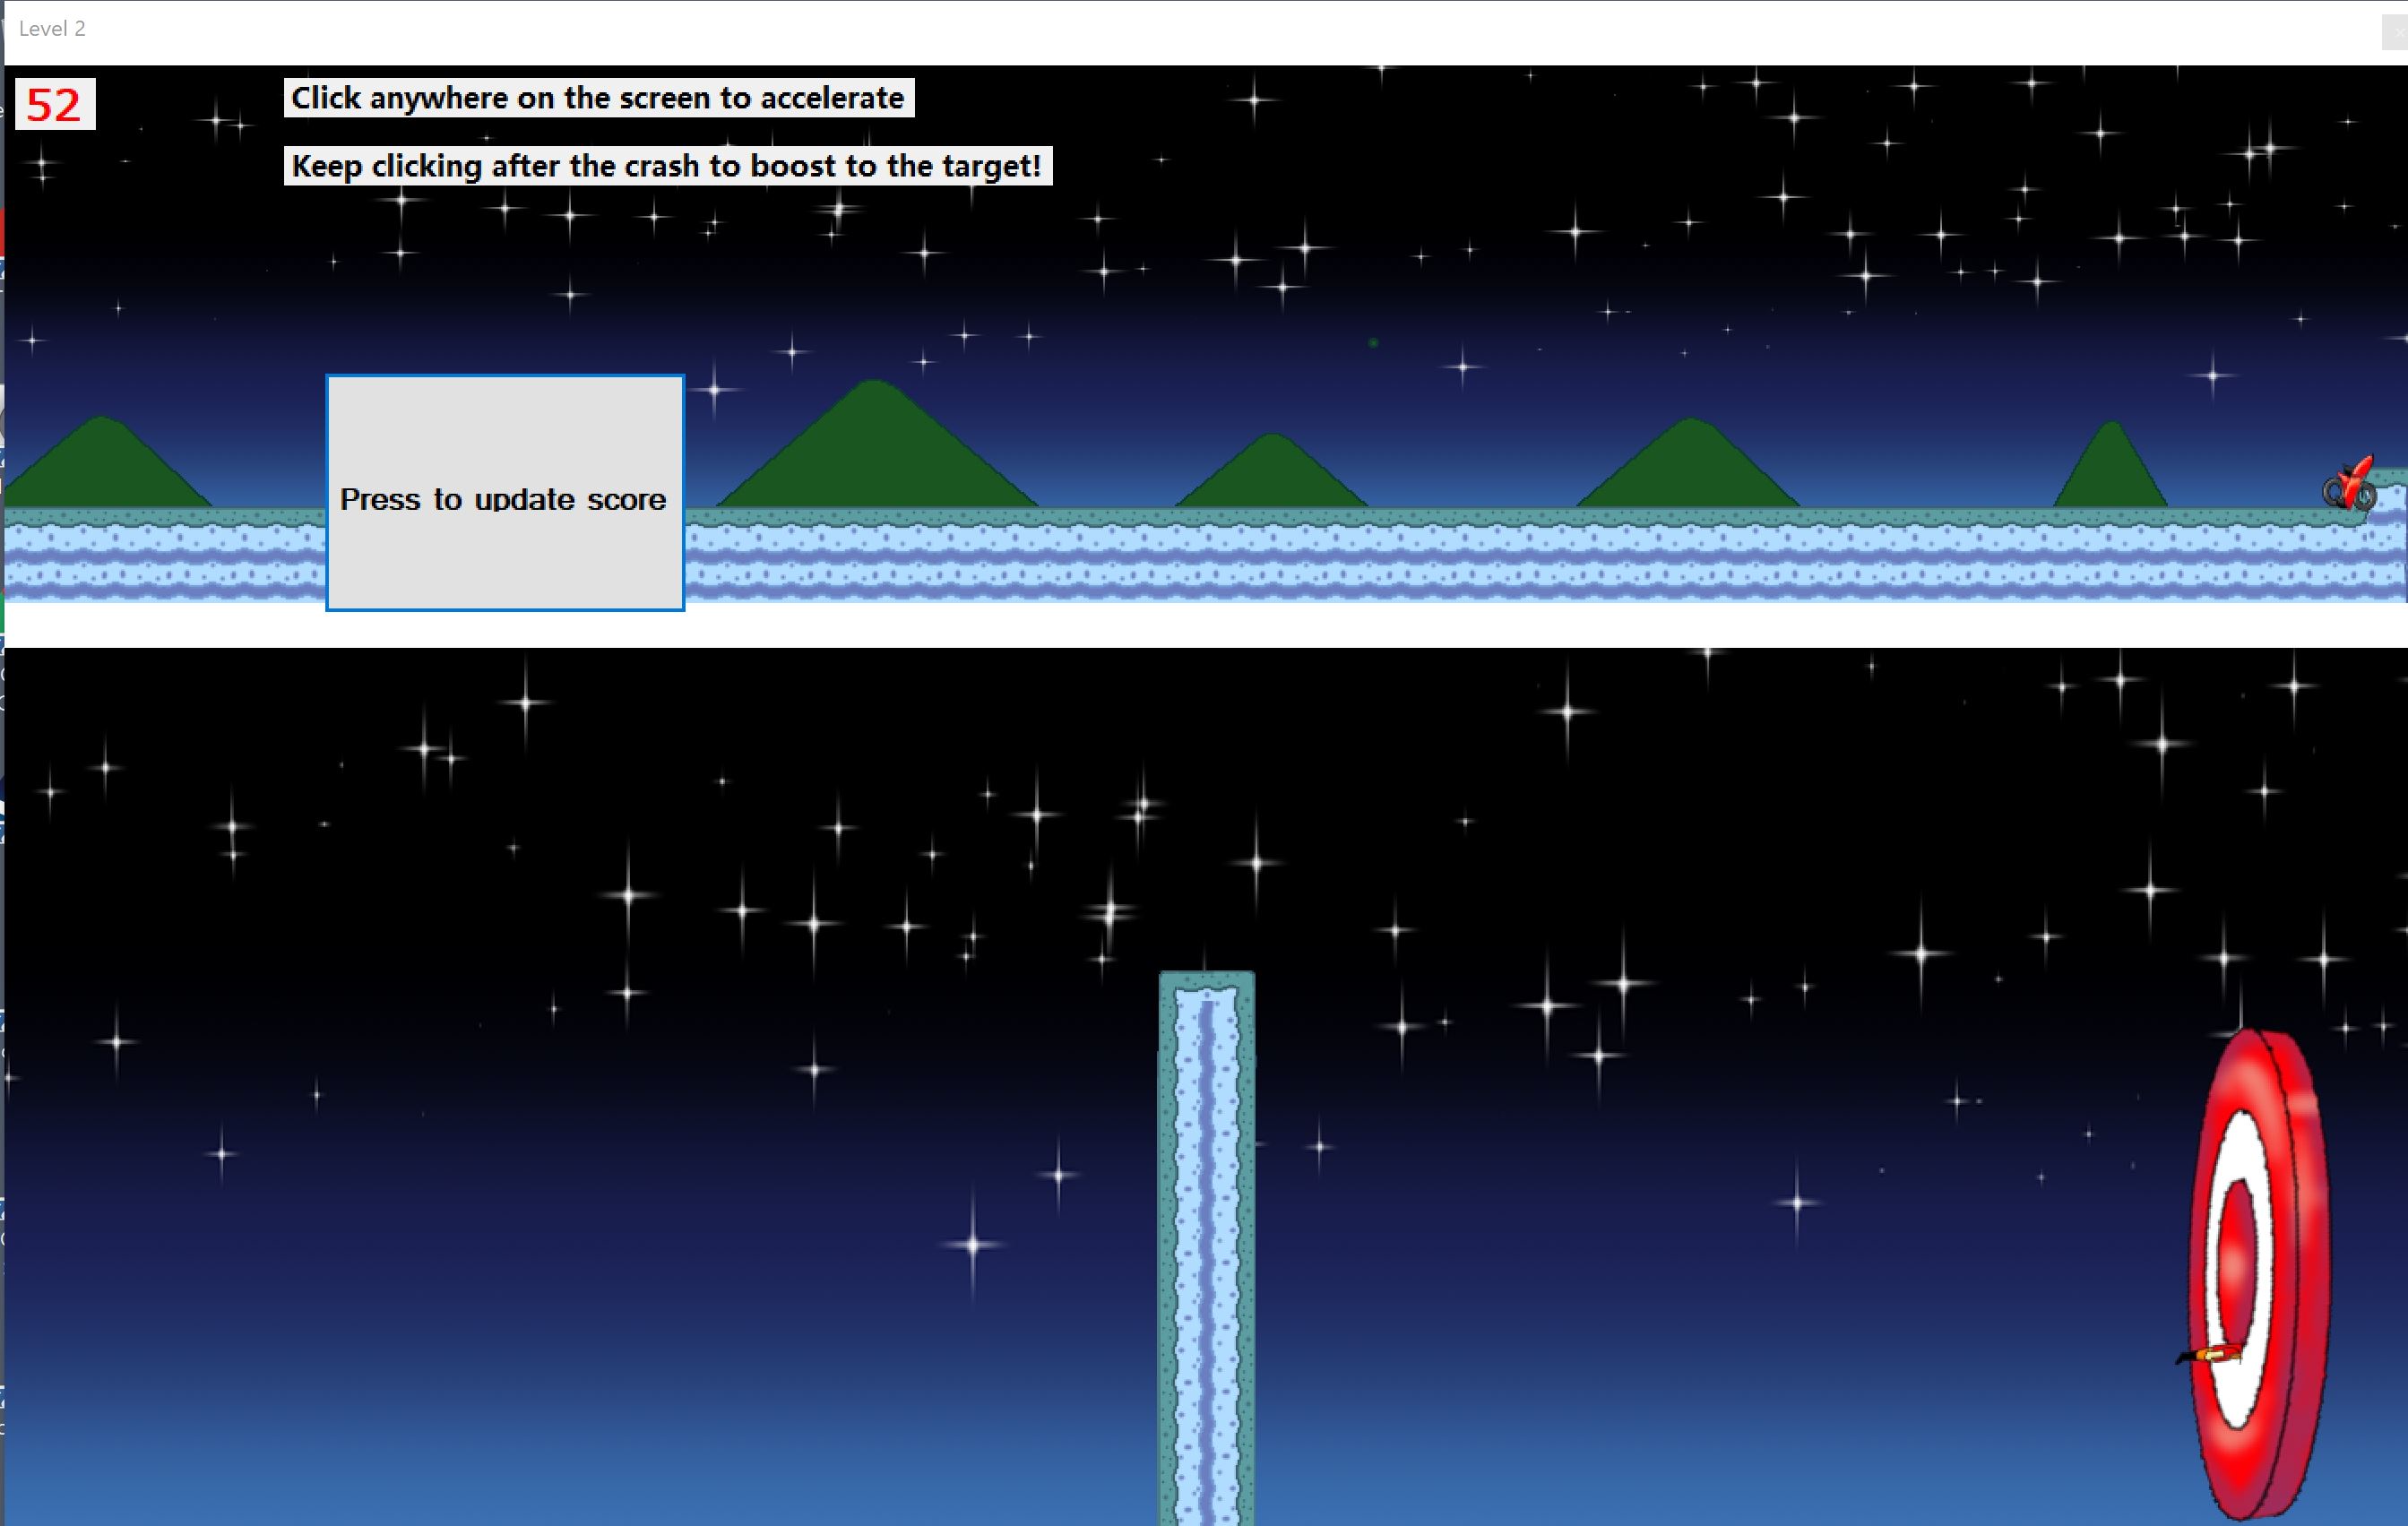 Level 2
52
Click anywhere on the screen to accelerate
Keep clicking after the crash to boost to the target!
Press to update score